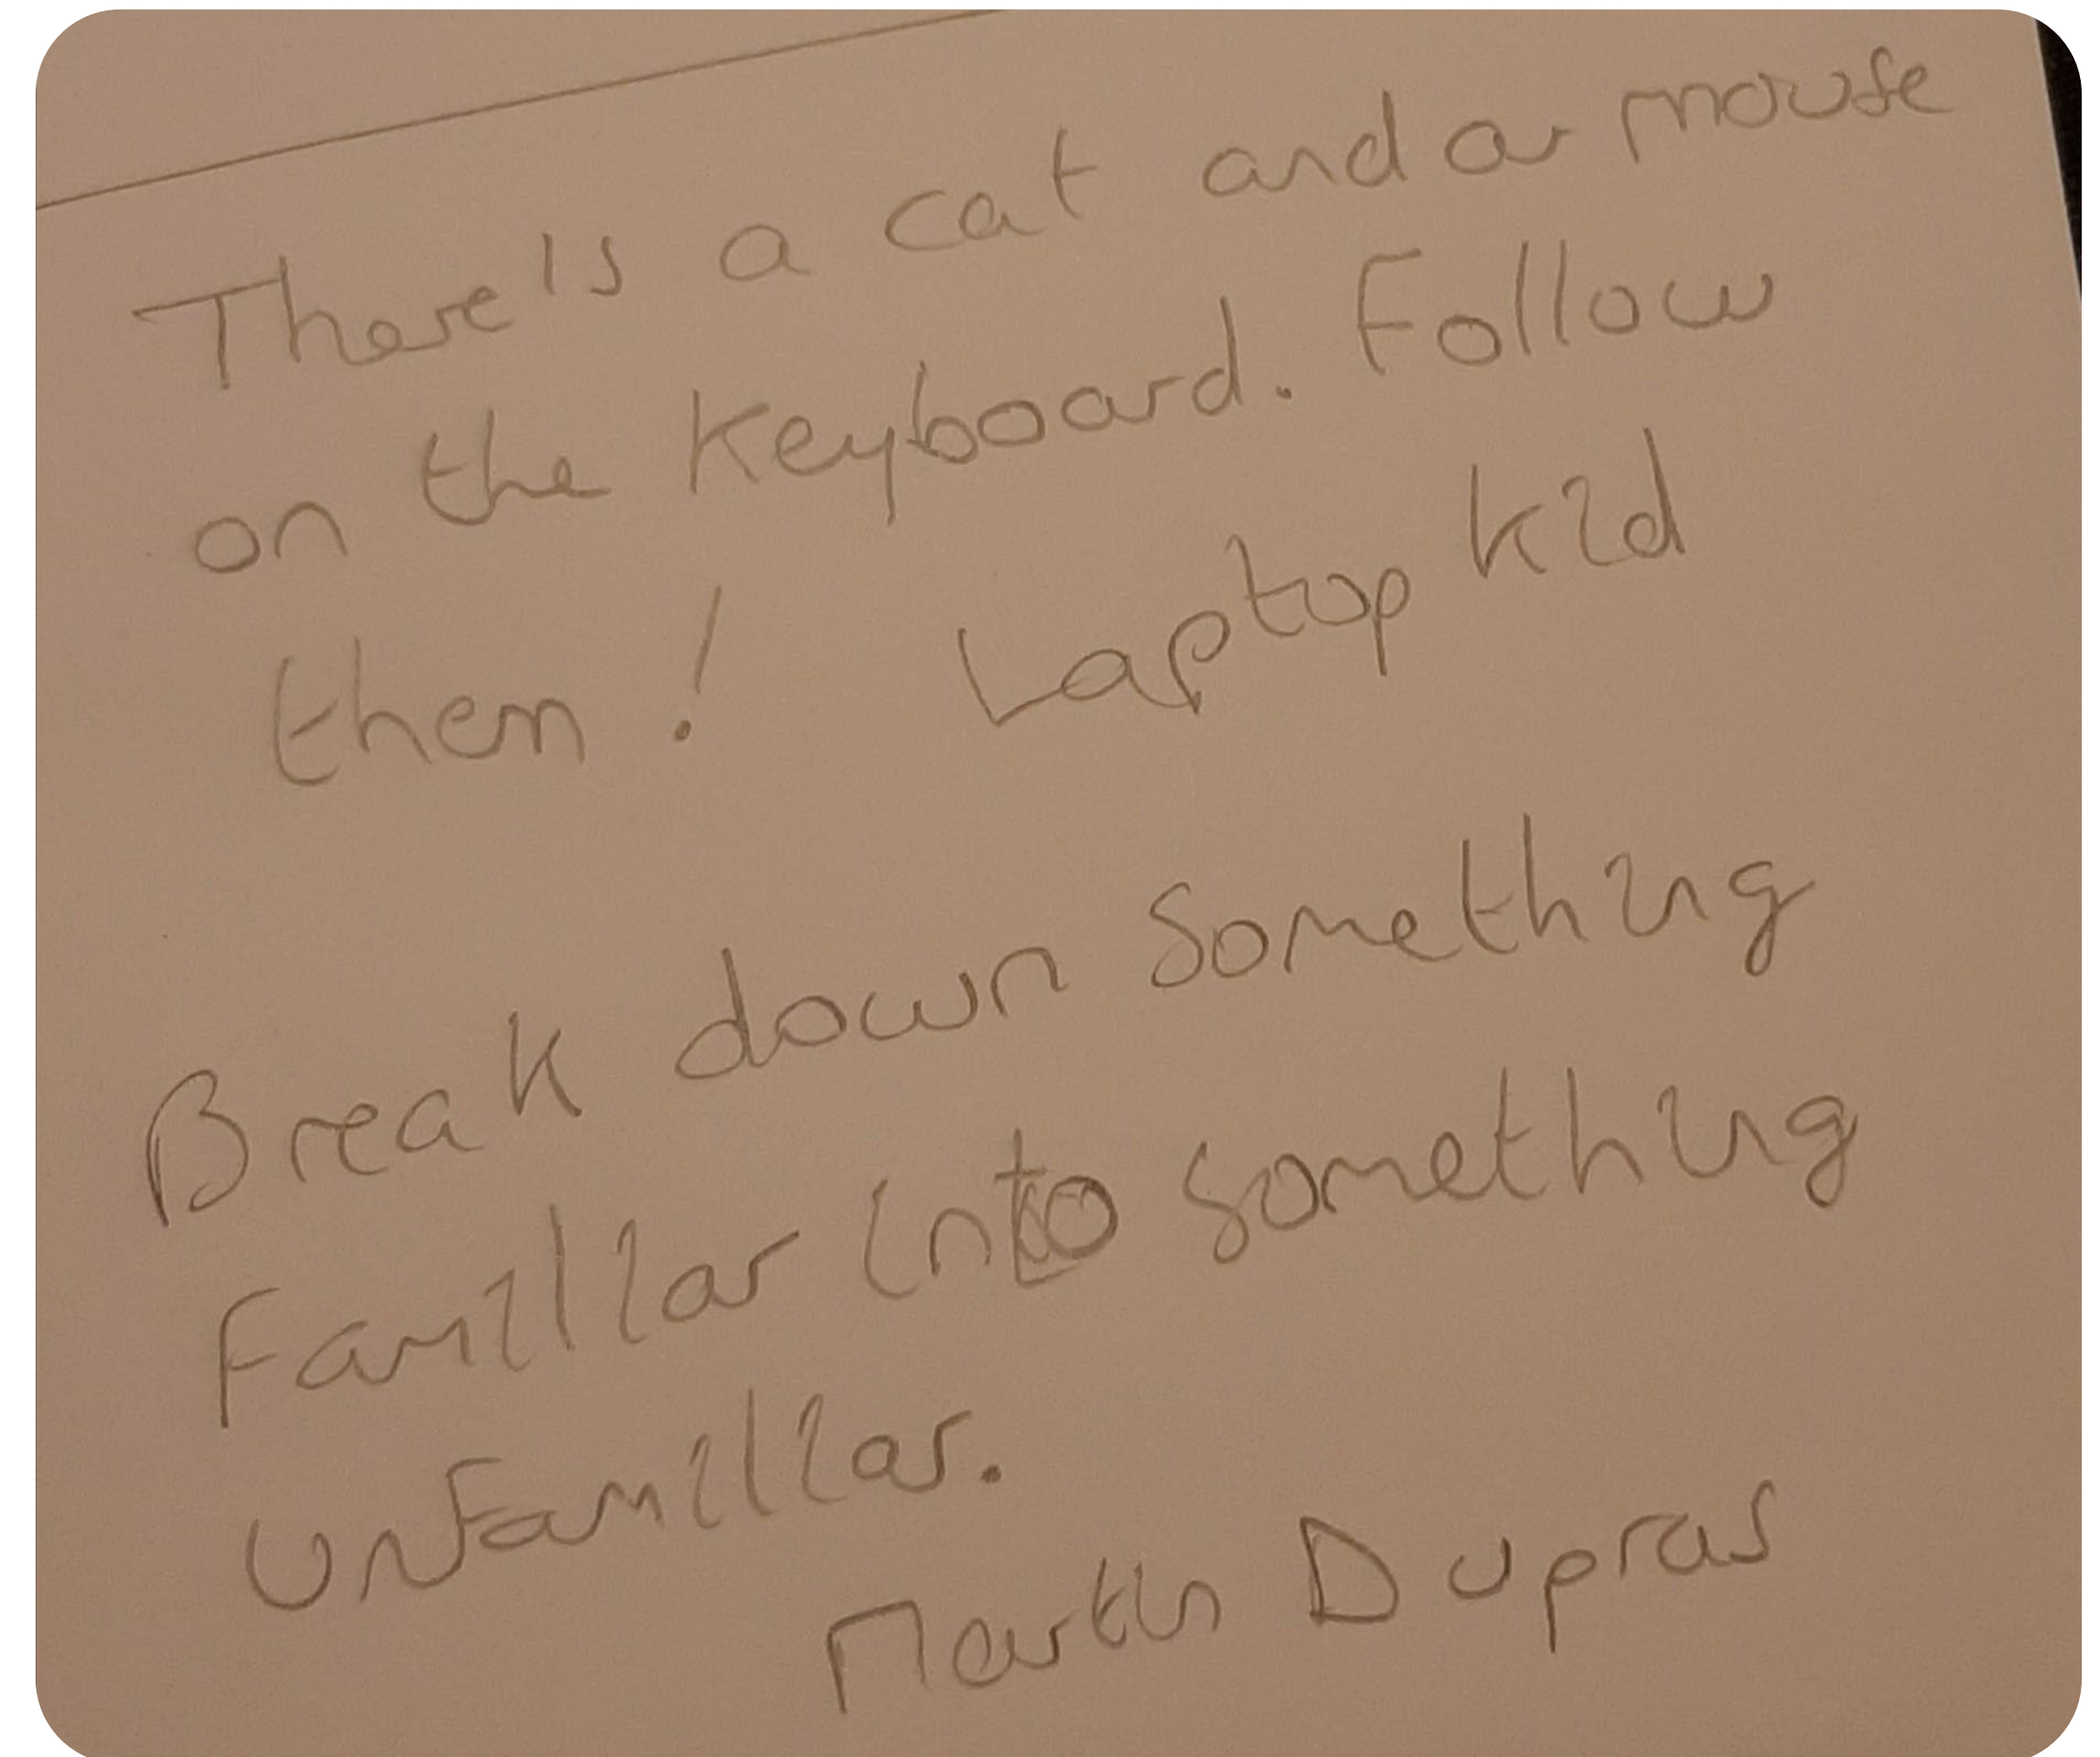 There's a cat and a mouse
on the keyboard. Follow
them! Laptop kid
Break down something
Familiar into something
unfamiliar.
Martin Dupras